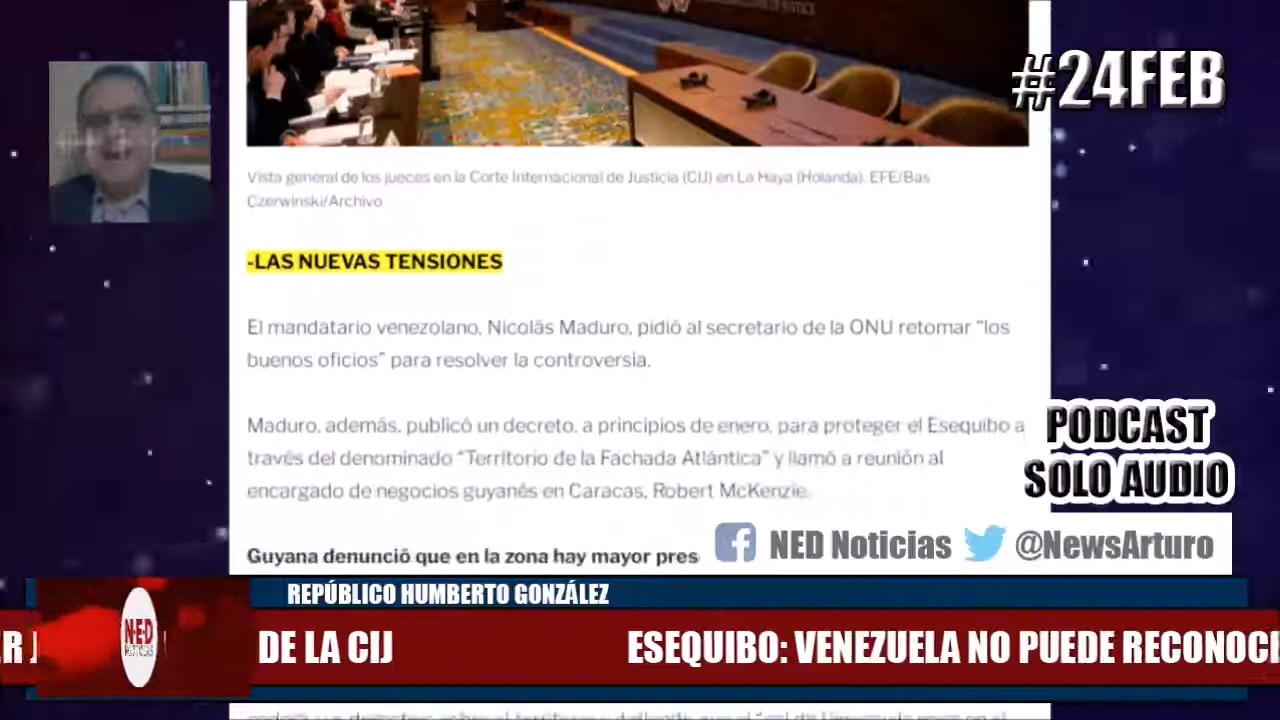 OF JUSTICE
#24FEB
Vista general de los jueces en la Corte Internacional de Justicia (CIJ) en La Haya (Holanda). EFE/Bas
Czerwinski/Archivo
-LAS NUEVAS TENSIONES
El mandatario venezolano, Nicolás Maduro, pidió al secretario de la ONU retomar "los
buenos oficios" para resolver la controversia.
Maduro, además, publicó un decreto, a principios de enero, para proteger el Esequibo a
través del denominado "Territorio de la Fachada Atlántica" y llamó a reunión al
encargado de negocios guyanés en Caracas, Robert McKenzie.
PODCAST
SOLO AUDIO
Guyana denunció que en la zona hay mayor pres
NED Noticias @NewsArturo
REPÚBLICO HUMBERTO GONZÁLEZ
N·E·D
NOTICIAS
DE LA CIJ ESEQUIBO: VENEZUELA NO PUEDE RECONOCI